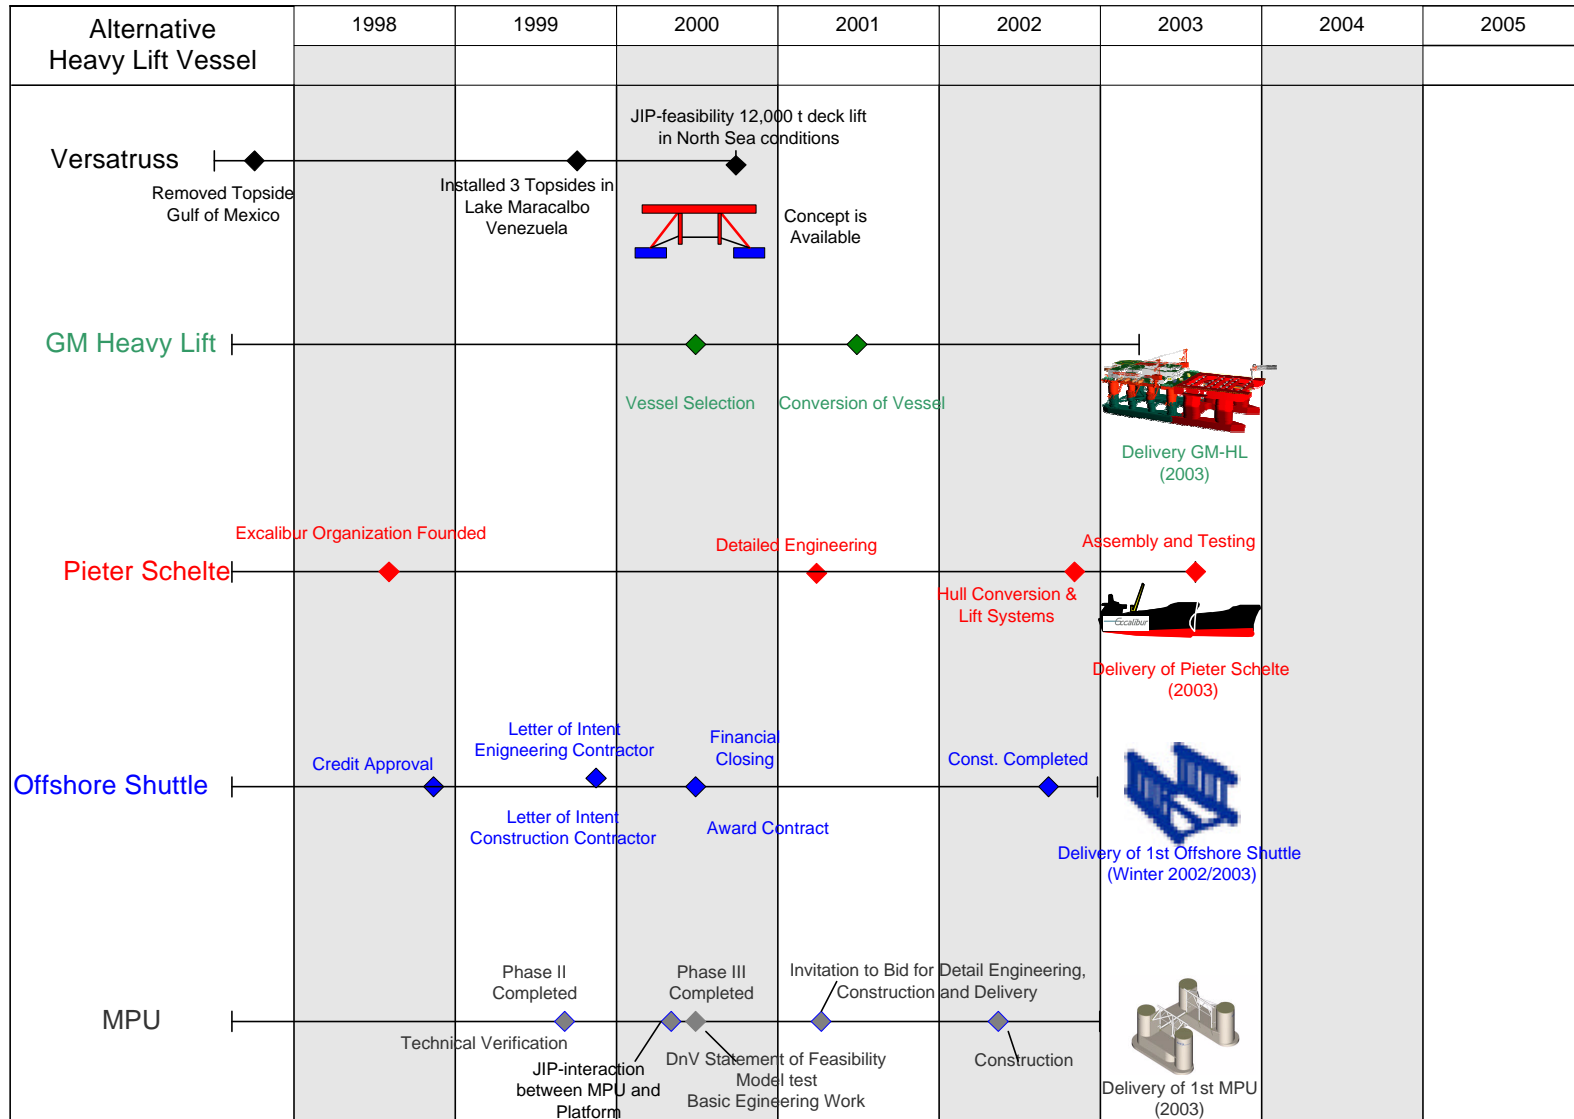 Alternative
Heavy Lift Vessel
1998
1999
2000
2001
2002
2003
2004
2005
Versatruss
Removed Topside
Gulf of Mexico
Installed 3 Topsides in
Lake Maracalbo
Venezuela
JIP-feasibility 12,000 t deck lift
in North Sea conditions
Concept is
Available
GM Heavy Lift
Vessel Selection
Conversion of Vessel
Delivery GM-HL
(2003)
Pieter Schelte
Excalibur Organization Founded
Detailed Engineering
Hull Conversion &
Lift Systems
Assembly and Testing
Excalibur
Delivery of Pieter Schelte
(2003)
Offshore Shuttle
Credit Approval
Letter of Intent
Enigneering Contractor
Letter of Intent
Construction Contractor
Financial
Closing
Award Contract
Const. Completed
Delivery of 1st Offshore Shuttle
(Winter 2002/2003)
MPU
Phase II
Completed
Technical Verification
JIP-interaction
between MPU and
Platform
Phase III
Completed
DnV Statement of Feasibility
Model test
Basic Egineering Work
Invitation to Bid for Detail Engineering,
Construction and Delivery
Construction
Delivery of 1st MPU
(2003)